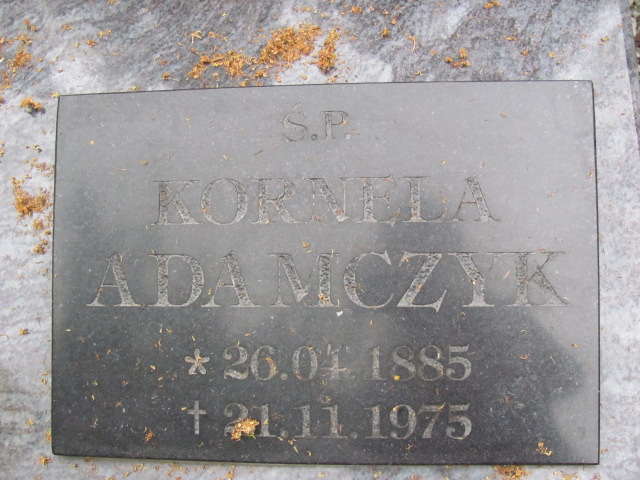 Ś.P.
KORNELA
ADAMCZYK
* 26.04 1885
† 21.11.1975